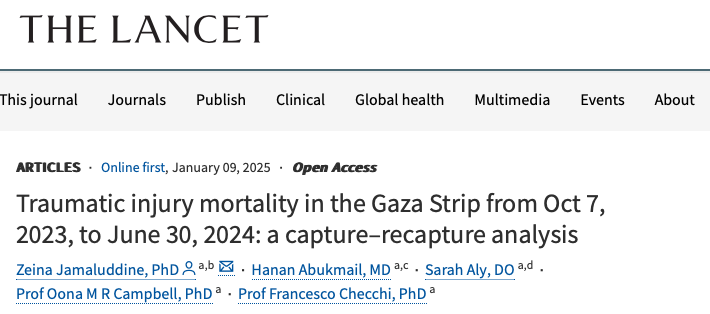 THE LANCET
This journal Journals Publish Clinical Global health Multimedia Events About
ARTICLES · Online first, January 09, 2025 · Open Access
Traumatic injury mortality in the Gaza Strip from Oct 7,
2023, to June 30, 2024: a capture–recapture analysis
Zeina Jamaluddine, PhD a,b · Hanan Abukmail, MD a,c · Sarah Aly, DO a,d ·
Prof Oona M R Campbell, PhD a · Prof Francesco Checchi, PhD a